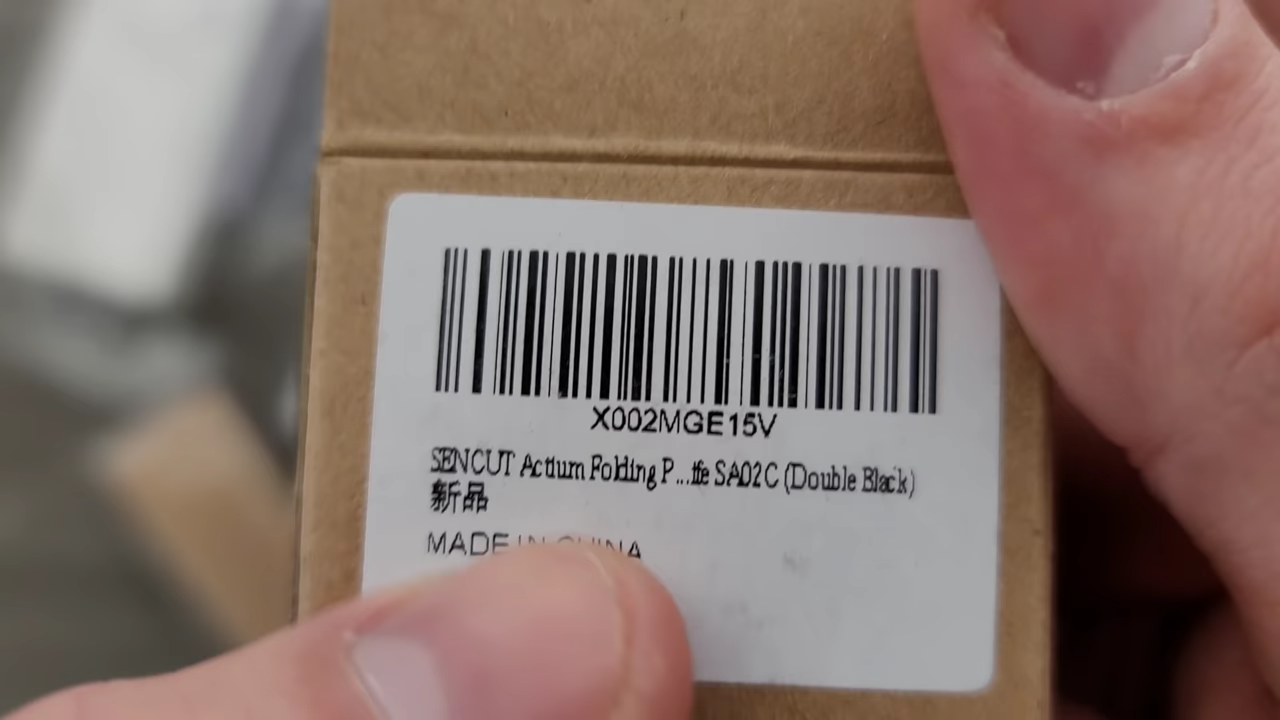 X002MGE15V
SENCUT Actium Folding P...ife SA02C (Double Black)
新品
MADE IN CHINA